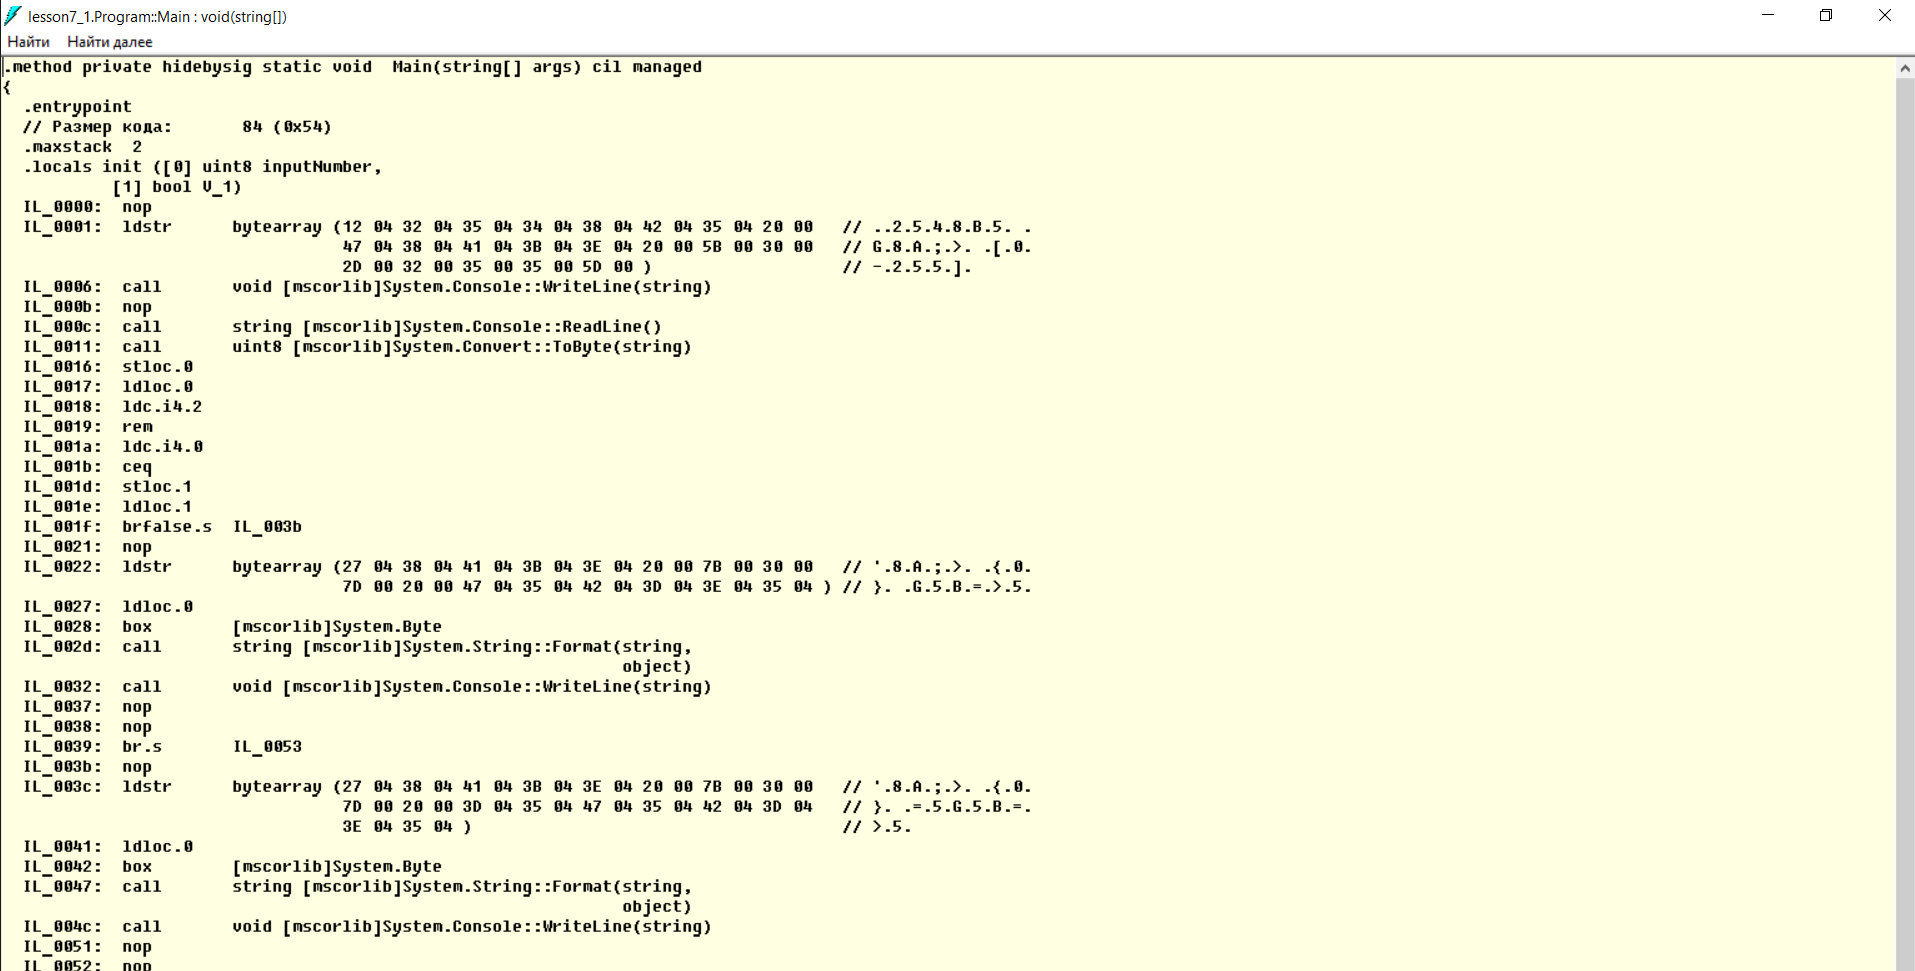 lesson7_1.Program::Main : void(string[])
Найти Найти далее
.method private hidebysig static void  Main(string[] args) cil managed
{
  .entrypoint
  // Размер кода:       84 (0x54)
  .maxstack  2
  .locals init ([0] uint8 inputNumber,
           [1] bool V_1)
  IL_0000:  nop
  IL_0001:  ldstr      bytearray (12 04 32 04 35 04 34 04 38 04 42 04 35 04 20 00   // ..2.5.4.8.B.5. .
                                  47 04 38 04 41 04 3B 04 3E 04 20 00 5B 00 30 00   // G.8.A.;.>. .[.0.
                                  2D 00 32 00 35 00 35 00 5D 00 )                   // -.2.5.5.].
  IL_0006:  call       void [mscorlib]System.Console::WriteLine(string)
  IL_000b:  nop
  IL_000c:  call       string [mscorlib]System.Console::ReadLine()
  IL_0011:  call       uint8 [mscorlib]System.Convert::ToByte(string)
  IL_0016:  stloc.0
  IL_0017:  ldloc.0
  IL_0018:  ldc.i4.2
  IL_0019:  rem
  IL_001a:  ldc.i4.0
  IL_001b:  ceq
  IL_001d:  stloc.1
  IL_001e:  ldloc.1
  IL_001f:  brfalse.s  IL_003b
  IL_0021:  nop
  IL_0022:  ldstr      bytearray (27 04 38 04 41 04 3B 04 3E 04 20 00 7B 00 30 00   // '.8.A.;.>. .{.0.
                                  7D 00 20 00 47 04 35 04 42 04 3D 04 3E 04 35 04 ) // }. .G.5.B.=.>.5.
  IL_0027:  ldloc.0
  IL_0028:  box        [mscorlib]System.Byte
  IL_002d:  call       string [mscorlib]System.String::Format(string,
                                                              object)
  IL_0032:  call       void [mscorlib]System.Console::WriteLine(string)
  IL_0037:  nop
  IL_0038:  nop
  IL_0039:  br.s       IL_0053
  IL_003b:  nop
  IL_003c:  ldstr      bytearray (27 04 38 04 41 04 3B 04 3E 04 20 00 7B 00 30 00   // '.8.A.;.>. .{.0.
                                  7D 00 20 00 3D 04 35 04 47 04 35 04 42 04 3D 04   // }. .=.5.G.5.B.=.
                                  3E 04 35 04 )                                     // >.5.
  IL_0041:  ldloc.0
  IL_0042:  box        [mscorlib]System.Byte
  IL_0047:  call       string [mscorlib]System.String::Format(string,
                                                              object)
  IL_004c:  call       void [mscorlib]System.Console::WriteLine(string)
  IL_0051:  nop
  IL_0052:  nop